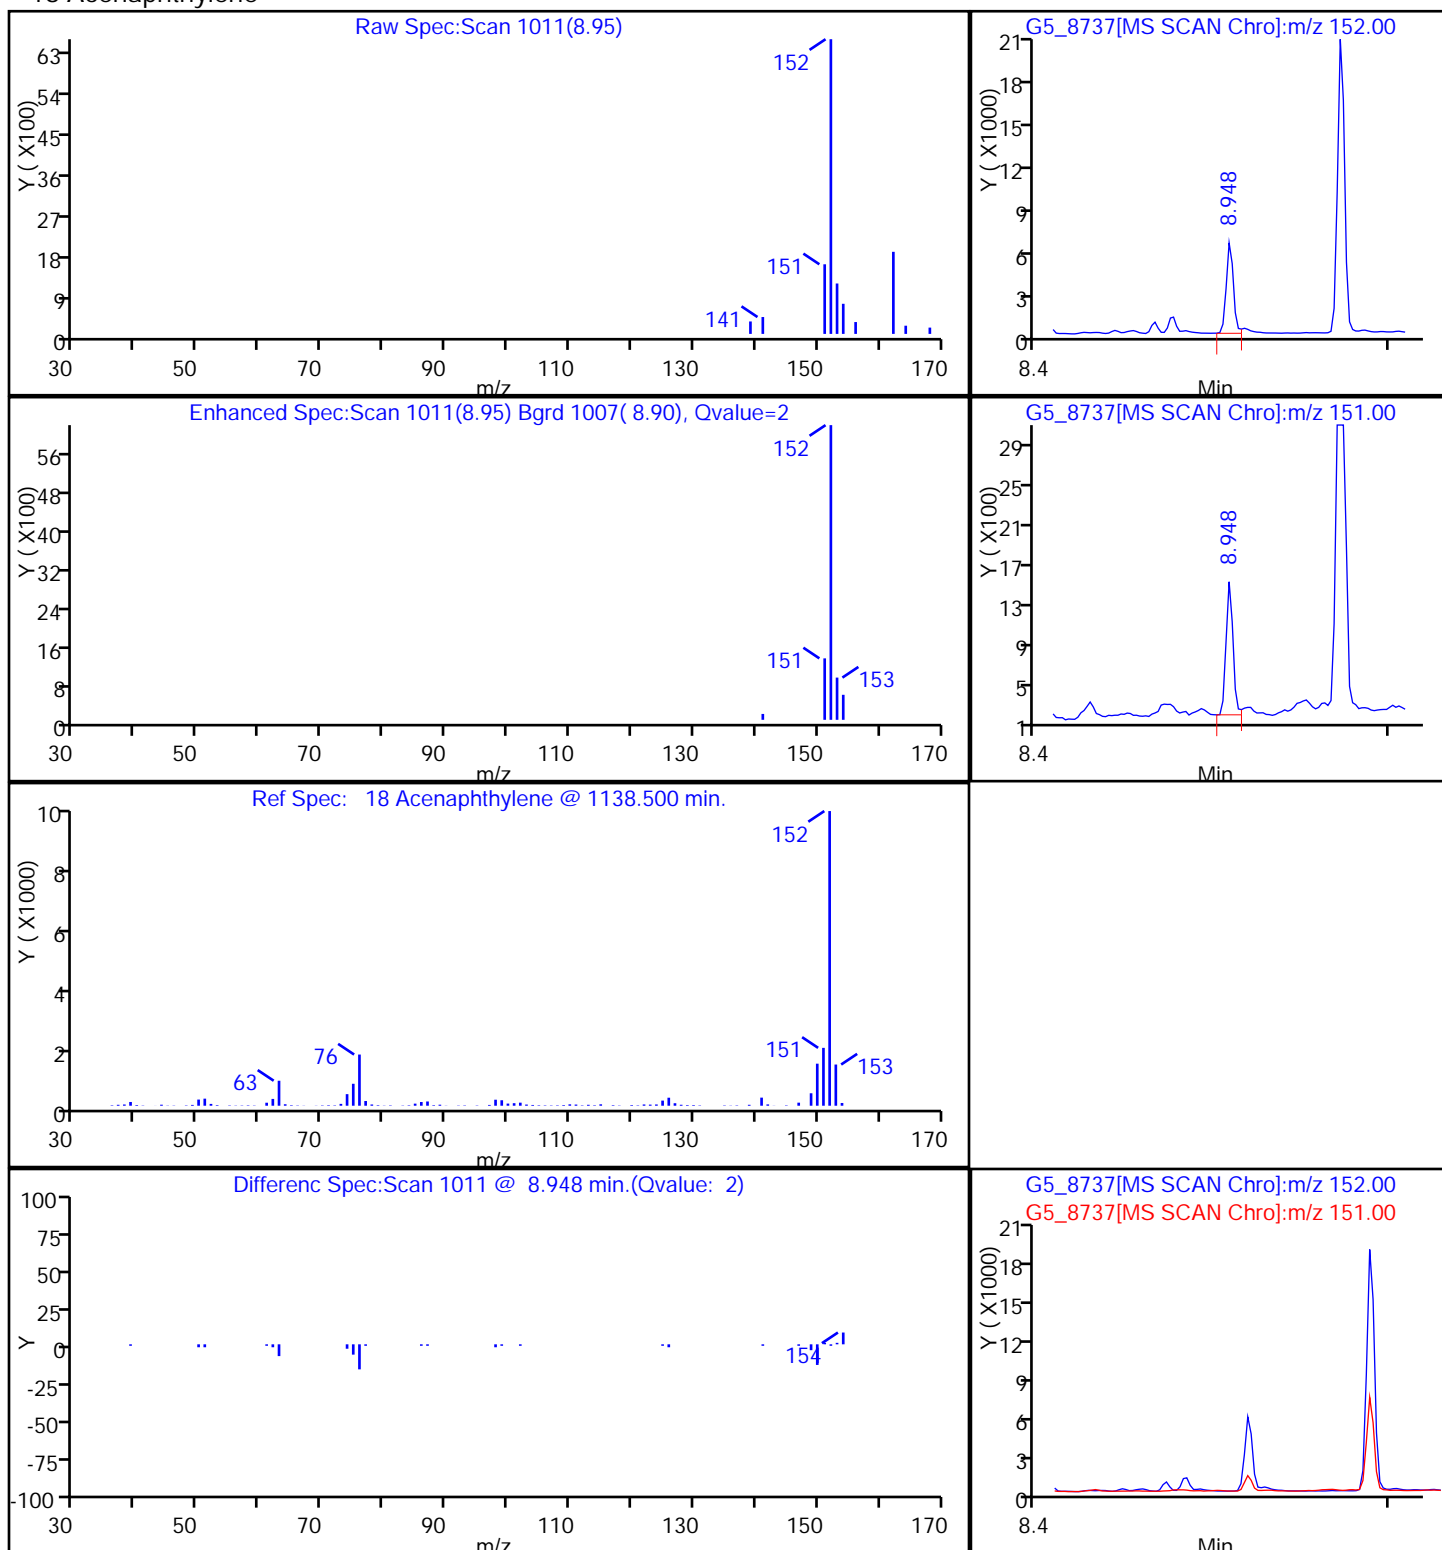 18 Acenaphthylene
Raw Spec:Scan 1011(8.95)
63
54
45
36
27
18
9
0
Y ( X100)
152
151
141
30 50 70 90 110 130 150 170
m/z
G5_8737[MS SCAN Chro]:m/z 152.00
21
18
15
12
9
6
3
0
Y ( X1000)
8.948
8.4
Min
Enhanced Spec:Scan 1011(8.95) Bgrd 1007( 8.90), Qvalue=2
56
48
40
32
24
16
8
0
Y ( X100)
152
151
153
30 50 70 90 110 130 150 170
m/z
G5_8737[MS SCAN Chro]:m/z 151.00
29
25
21
17
13
9
5
1
Y ( X100)
8.948
8.4
Min
Ref Spec: 18 Acenaphthylene @ 1138.500 min.
10
8
6
4
2
0
Y ( X1000)
152
151
153
76
63
30 50 70 90 110 130 150 170
m/z
Differenc Spec:Scan 1011 @ 8.948 min.(Qvalue: 2)
100
75
50
25
0
-25
-50
-75
-100
Y
154
30 50 70 90 110 130 150 170
m/z
G5_8737[MS SCAN Chro]:m/z 152.00
G5_8737[MS SCAN Chro]:m/z 151.00
21
18
15
12
9
6
3
0
Y ( X1000)
8.4
Min